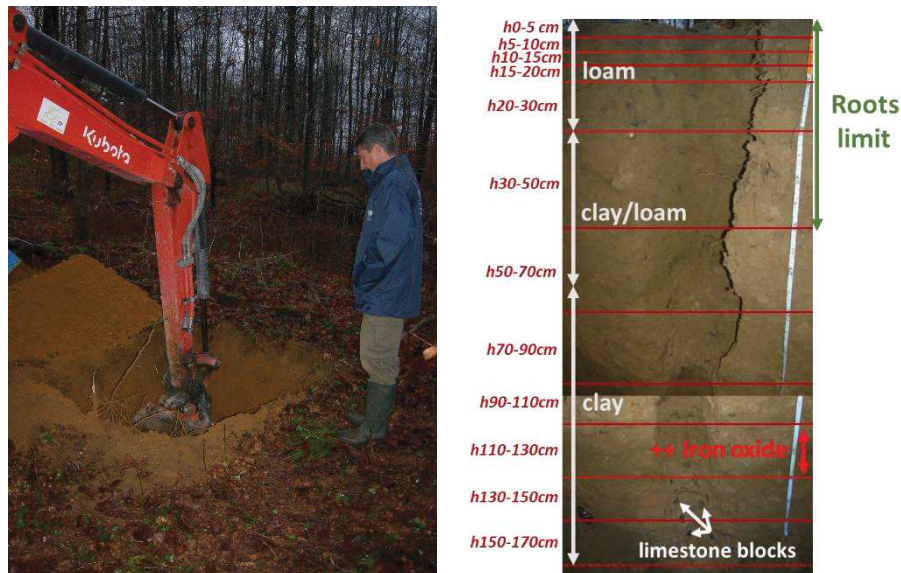 Kubota
h0-5 cm
h5-10cm
h10-15cm
h15-20cm
h20-30cm
h30-50cm
h50-70cm
h70-90cm
h90-110cm
h110-130cm
h130-150cm
h150-170cm
loam
clay/loam
clay
++ Iron oxide
limestone blocks
Roots
limit